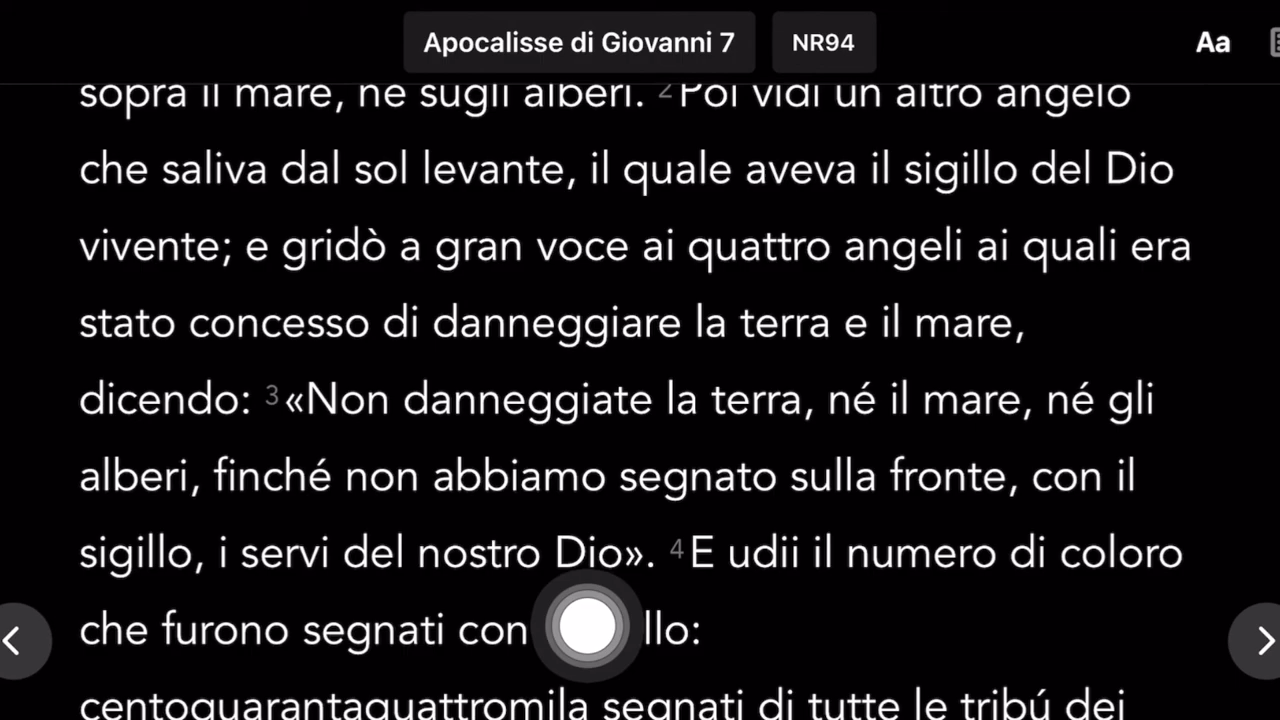 Apocalisse di Giovanni 7
NR94
Aa
sopra il mare, né sugli alberi. 2 Poi vidi un altro angelo
che saliva dal sol levante, il quale aveva il sigillo del Dio
vivente; e gridò a gran voce ai quattro angeli ai quali era
stato concesso di danneggiare la terra e il mare,
dicendo: 3 «Non danneggiate la terra, né il mare, né gli
alberi, finché non abbiamo segnato sulla fronte, con il
sigillo, i servi del nostro Dio». 4 E udii il numero di coloro
che furono segnati con llo:
centoquarantaquattromila segnati di tutte le tribú dei